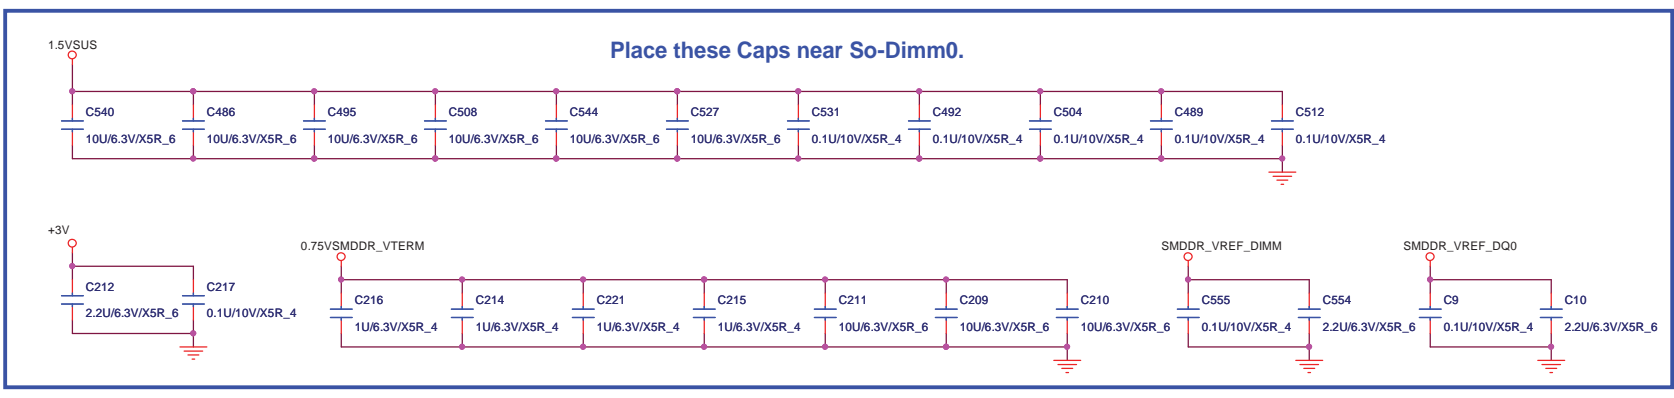 Place these Caps near So-Dimm0.
1.5VSUS
C540 C486 C495 C508 C544 C527 C531 C492 C504 C489 C512
10U/6.3V/X5R_6 10U/6.3V/X5R_6 10U/6.3V/X5R_6 10U/6.3V/X5R_6 10U/6.3V/X5R_6 10U/6.3V/X5R_6 0.1U/10V/X5R_4 0.1U/10V/X5R_4 0.1U/10V/X5R_4 0.1U/10V/X5R_4 0.1U/10V/X5R_4
+3V
0.75VSMDDR_VTERM SMDDR_VREF_DIMM SMDDR_VREF_DQ0
C212 C217
2.2U/6.3V/X5R_6 0.1U/10V/X5R_4
C216 C214 C221 C215 C211 C209 C210 C555 C554 C9 C10
1U/6.3V/X5R_4 1U/6.3V/X5R_4 1U/6.3V/X5R_4 1U/6.3V/X5R_4 10U/6.3V/X5R_6 10U/6.3V/X5R_6 10U/6.3V/X5R_6 0.1U/10V/X5R_4 2.2U/6.3V/X5R_6 0.1U/10V/X5R_4 2.2U/6.3V/X5R_6